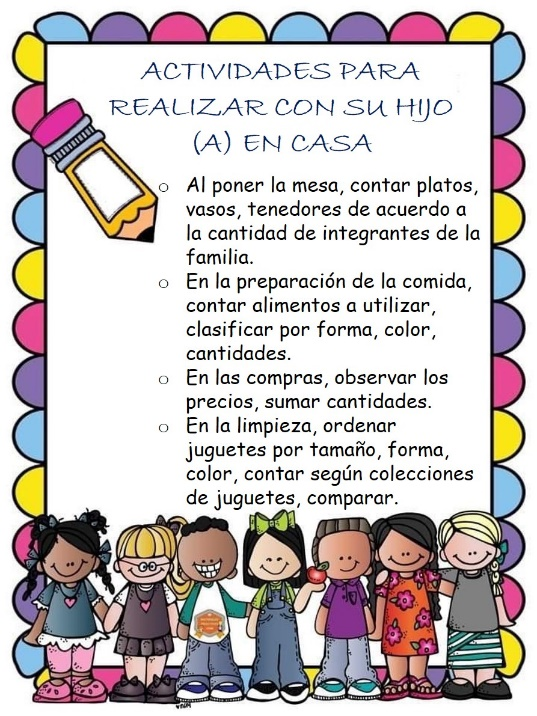 ACTIVIDADES PARA
REALIZAR CON SU HIJO
(A) EN CASA
o Al poner la mesa, contar platos,
vasos, tenedores de acuerdo a
la cantidad de integrantes de la
familia.
o En la preparación de la comida,
contar alimentos a utilizar,
clasificar por forma, color,
cantidades.
o En las compras, observar los
precios, sumar cantidades.
o En la limpieza, ordenar
juguetes por tamaño, forma,
color, contar según colecciones
de juguetes, comparar.